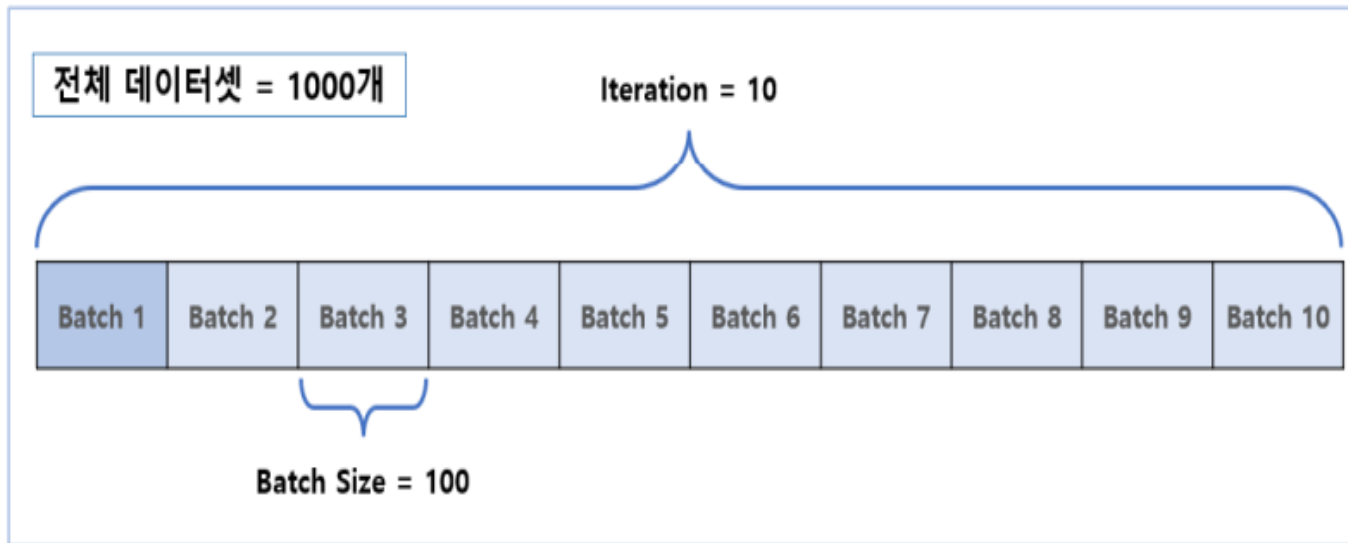 전체 데이터셋 = 1000개
Iteration = 10
Batch 1
Batch 2
Batch 3
Batch 4
Batch 5
Batch 6
Batch 7
Batch 8
Batch 9
Batch 10
Batch Size = 100